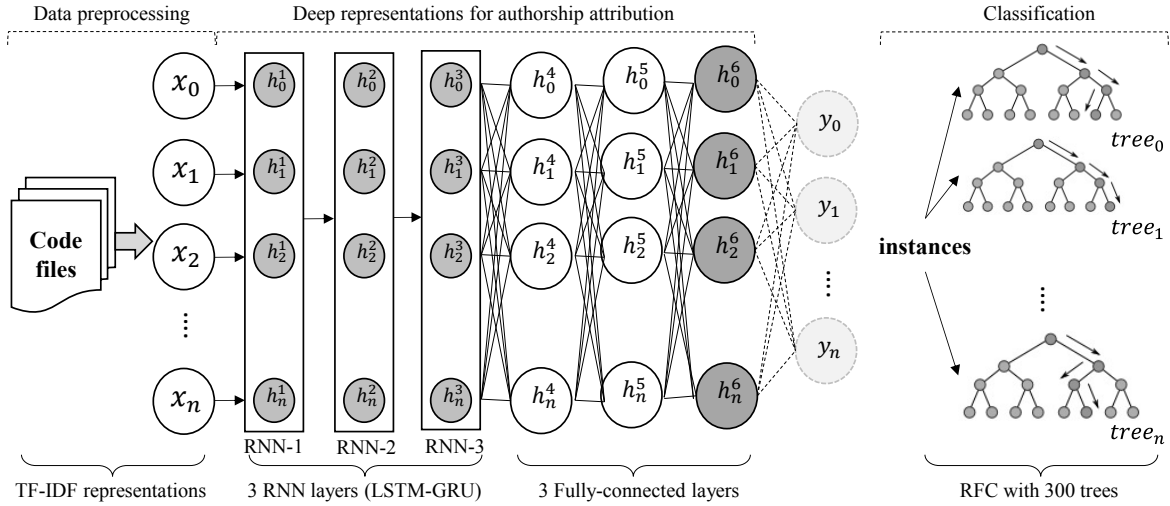 Data preprocessing
Deep representations for authorship attribution
Classification
x₀ h₀¹ h₀² h₀³ h₀⁴ h₀⁵ h₀⁶
y₀
tree₀
x₁ h₁¹ h₁² h₁³ h₁⁴ h₁⁵ h₁⁶
y₁
tree₁
Code
files
x₂ h₂¹ h₂² h₂³ h₂⁴ h₂⁵ h₂⁶
instances
yₙ
xₙ hₙ¹ hₙ² hₙ³ hₙ⁴ hₙ⁵ hₙ⁶
treeₙ
RNN-1 RNN-2 RNN-3
TF-IDF representations
3 RNN layers (LSTM-GRU)
3 Fully-connected layers
RFC with 300 trees